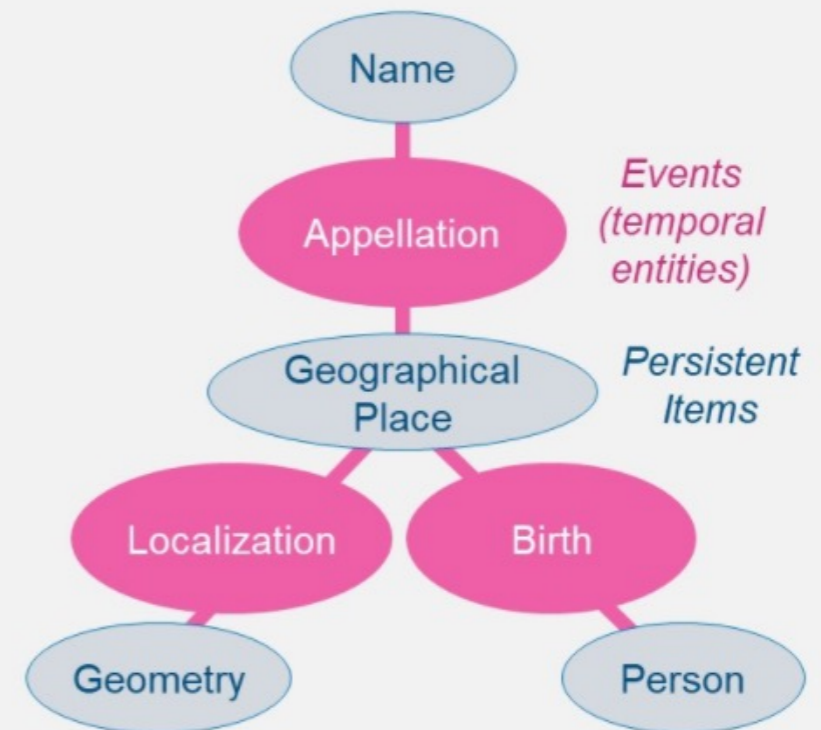 Name
Appellation
Events
(temporal
entities)
Geographical
Place
Persistent
Items
Localization
Birth
Geometry
Person